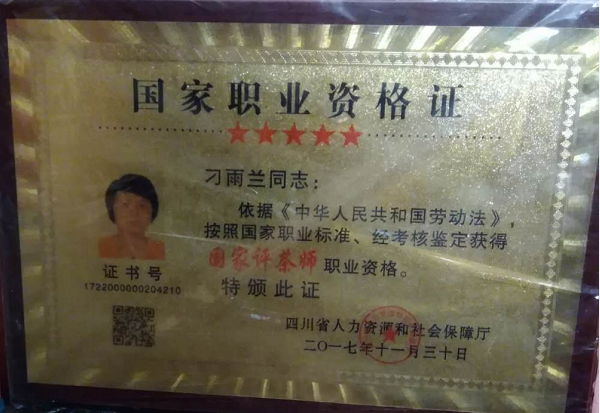 国家职业资格证
刁雨兰同志：
依据《中华人民共和国劳动法》，
按照国家职业标准、经考核鉴定获得
国家评茶师职业资格。
特颁此证
证书号
1722000000204210
四川省人力资源和社会保障厅
二〇一七年十一月三十日